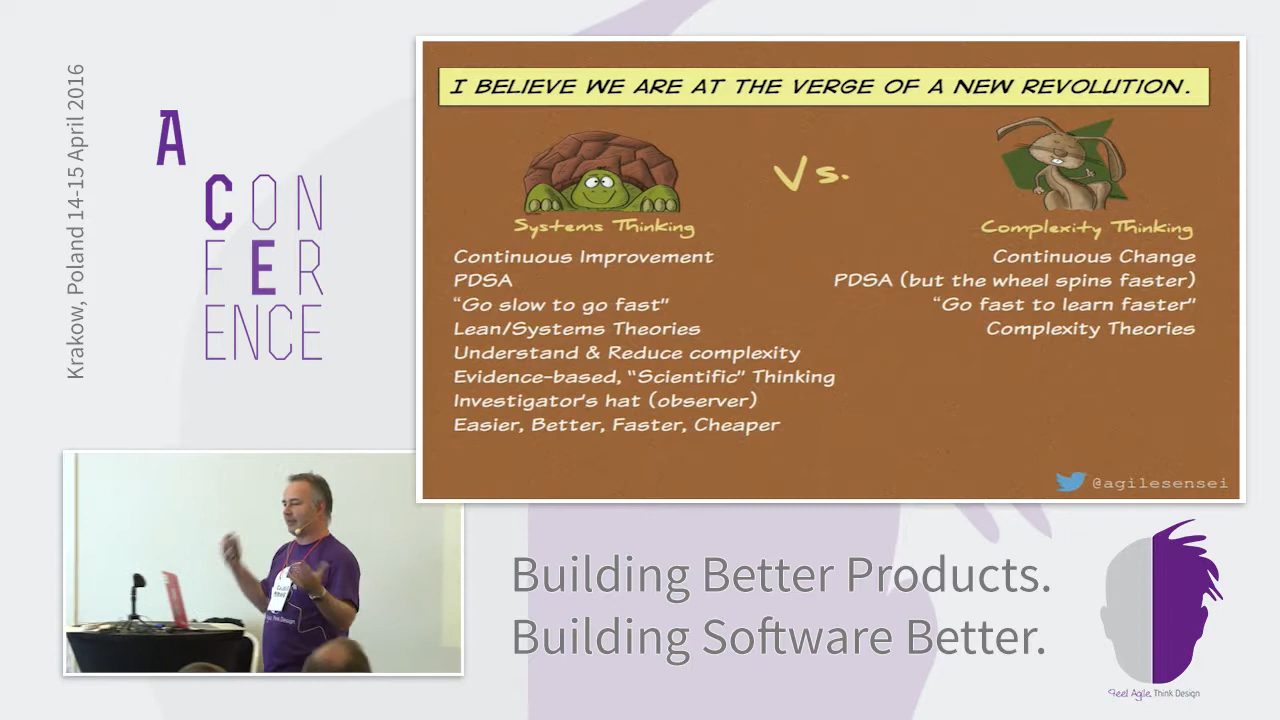 Krakow, Poland 14-15 April 2016
A
CON
FER
ENCE
I BELIEVE WE ARE AT THE VERGE OF A NEW REVOLUTION.
Vs.
Systems Thinking
Continuous Improvement
PDSA
“Go slow to go fast”
Lean/Systems Theories
Understand & Reduce complexity
Evidence-based, “Scientific” Thinking
Investigator's hat (observer)
Easier, Better, Faster, Cheaper
Complexity Thinking
Continuous Change
PDSA (but the wheel spins faster)
“Go fast to learn faster”
Complexity Theories
@agilesensei
Building Better Products.
Building Software Better.
Feel Agile. Think Design